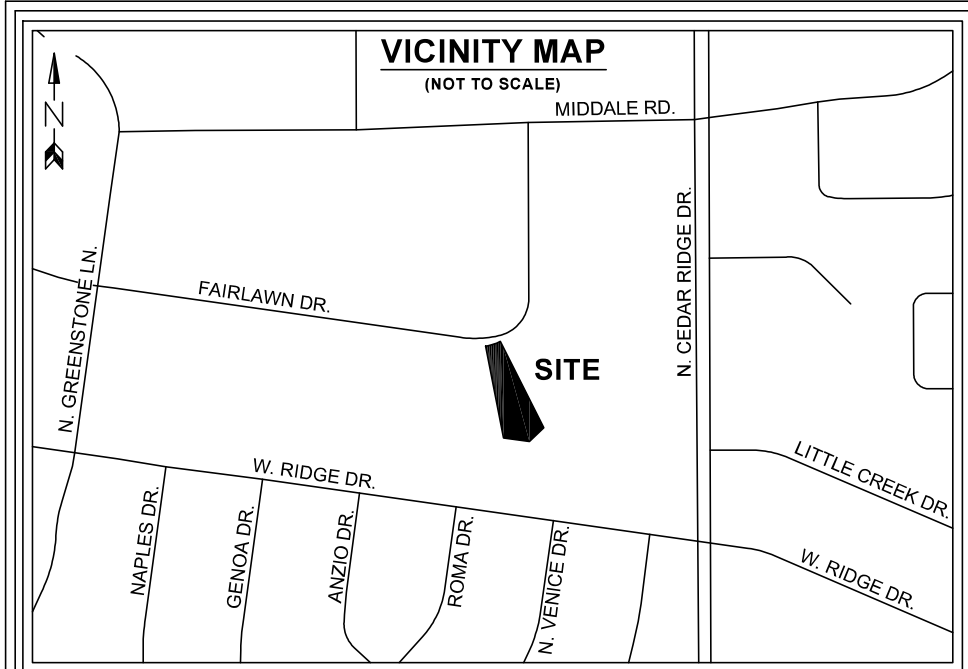 VICINITY MAP
(NOT TO SCALE)
N
MIDDALE RD.
N. GREENSTONE LN.
FAIRLAWN DR.
N. CEDAR RIDGE DR.
SITE
W. RIDGE DR.
LITTLE CREEK DR.
NAPLES DR.
GENOA DR.
ANZIO DR.
ROMA DR.
N. VENICE DR.
W. RIDGE DR.